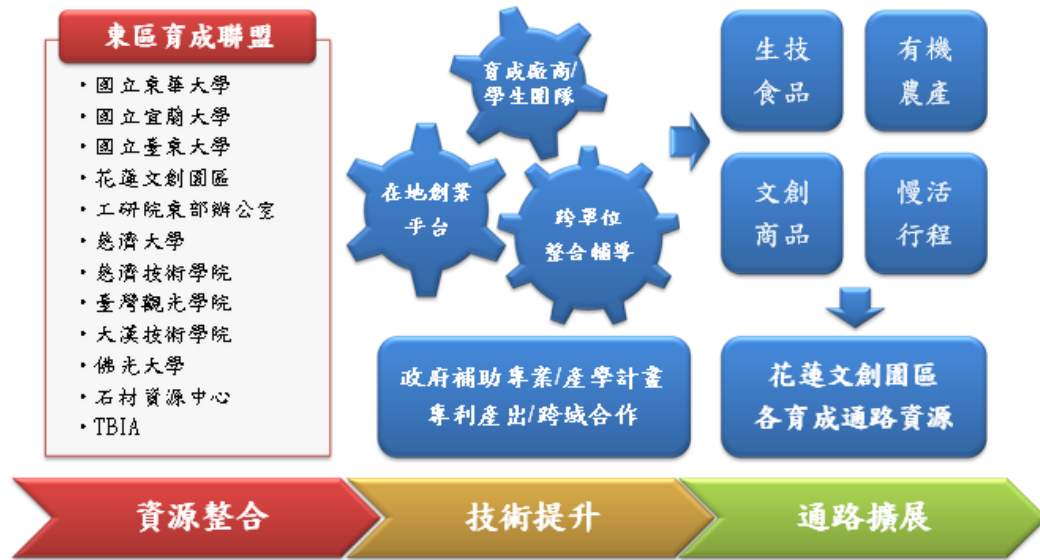 東區育成聯盟
・國立東華大學
・國立宜蘭大學
・國立臺東大學
・花蓮文創園區
・工研院東部辦公室
・慈濟大學
・慈濟技術學院
・臺灣觀光學院
・大漢技術學院
・佛光大學
・石材資源中心
・TBIA
育成廠商/
學生團隊
在地創業
平台
跨單位
整合輔導
政府補助專業/產學計畫
專利產出/跨域合作
生技
食品
有機
農產
文創
商品
慢活
行程
花蓮文創園區
各育成通路資源
資源整合
技術提升
通路擴展